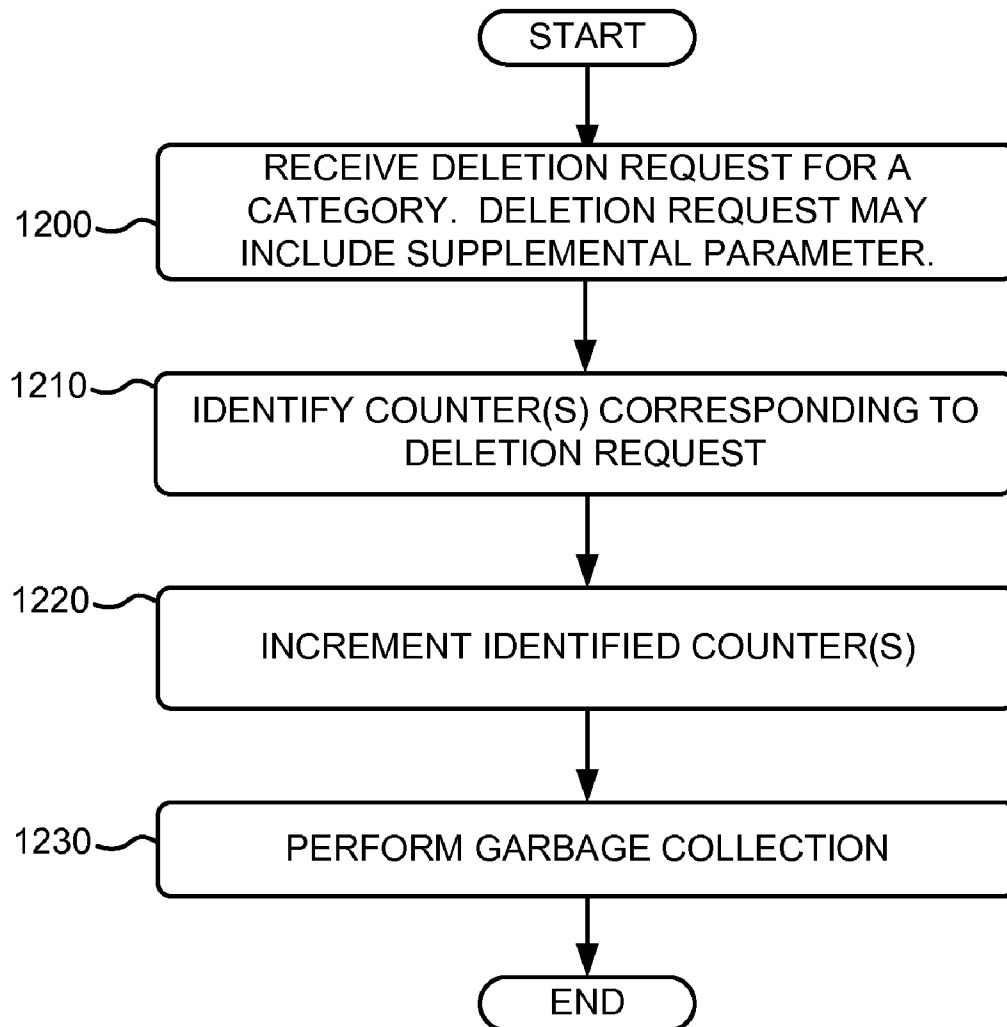 START
1200
RECEIVE DELETION REQUEST FOR A
CATEGORY. DELETION REQUEST MAY
INCLUDE SUPPLEMENTAL PARAMETER.
1210
IDENTIFY COUNTER(S) CORRESPONDING TO
DELETION REQUEST
1220
INCREMENT IDENTIFIED COUNTER(S)
1230
PERFORM GARBAGE COLLECTION
END